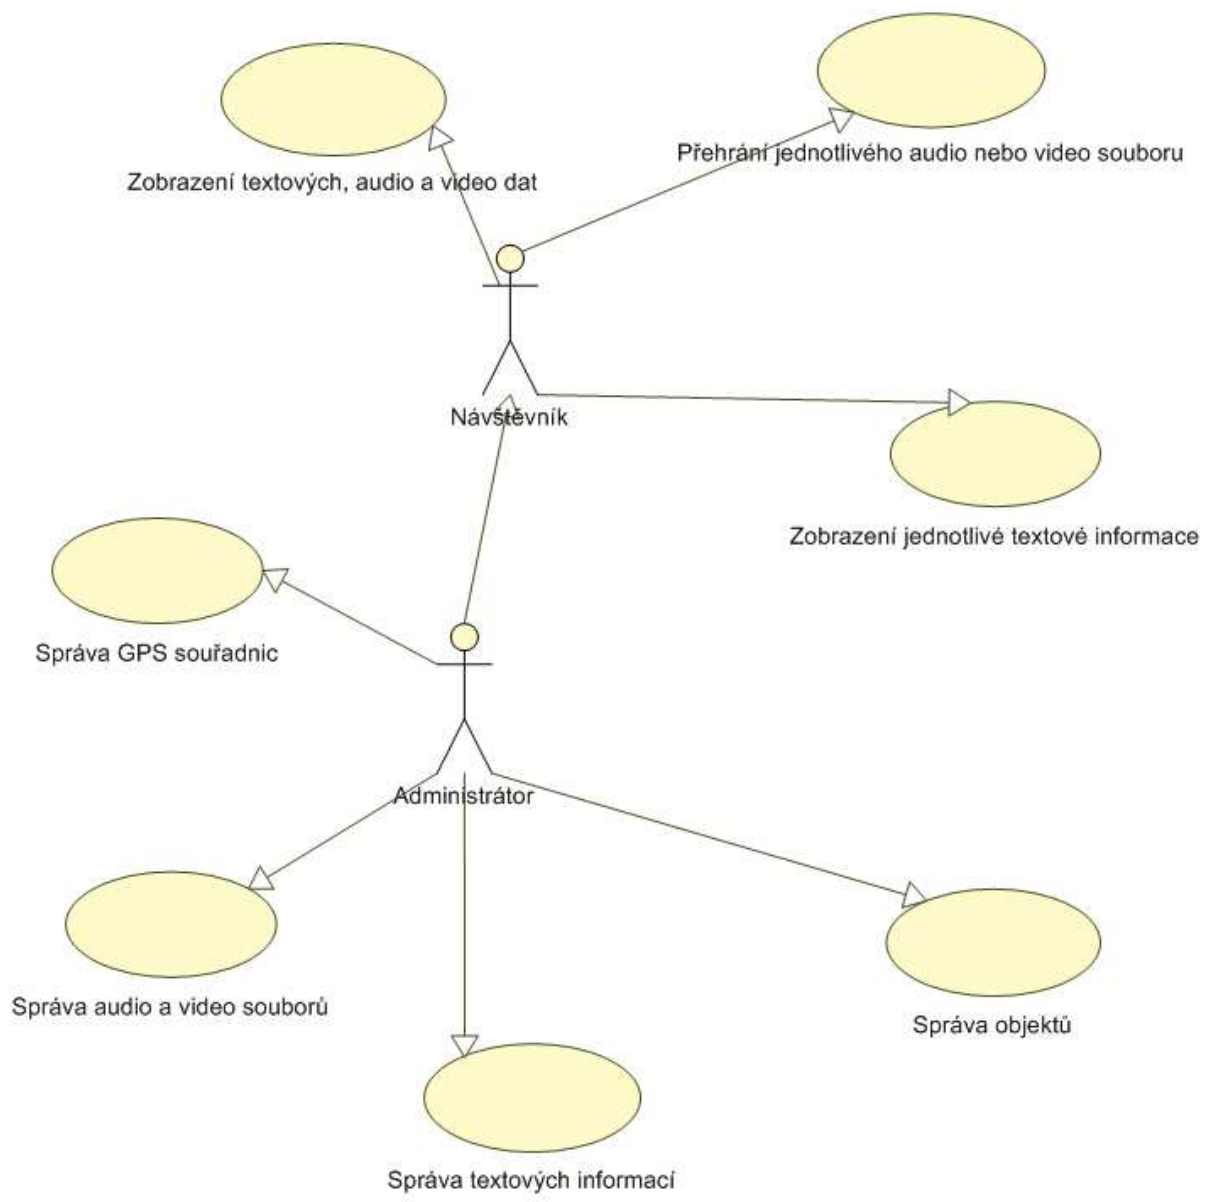 Přehrání jednotlivého audio nebo video souboru
Zobrazení textových, audio a video dat
Návštěvník
Zobrazení jednotlivé textové informace
Správa GPS souřadnic
Administrátor
Správa audio a video souborů
Správa objektů
Správa textových informací